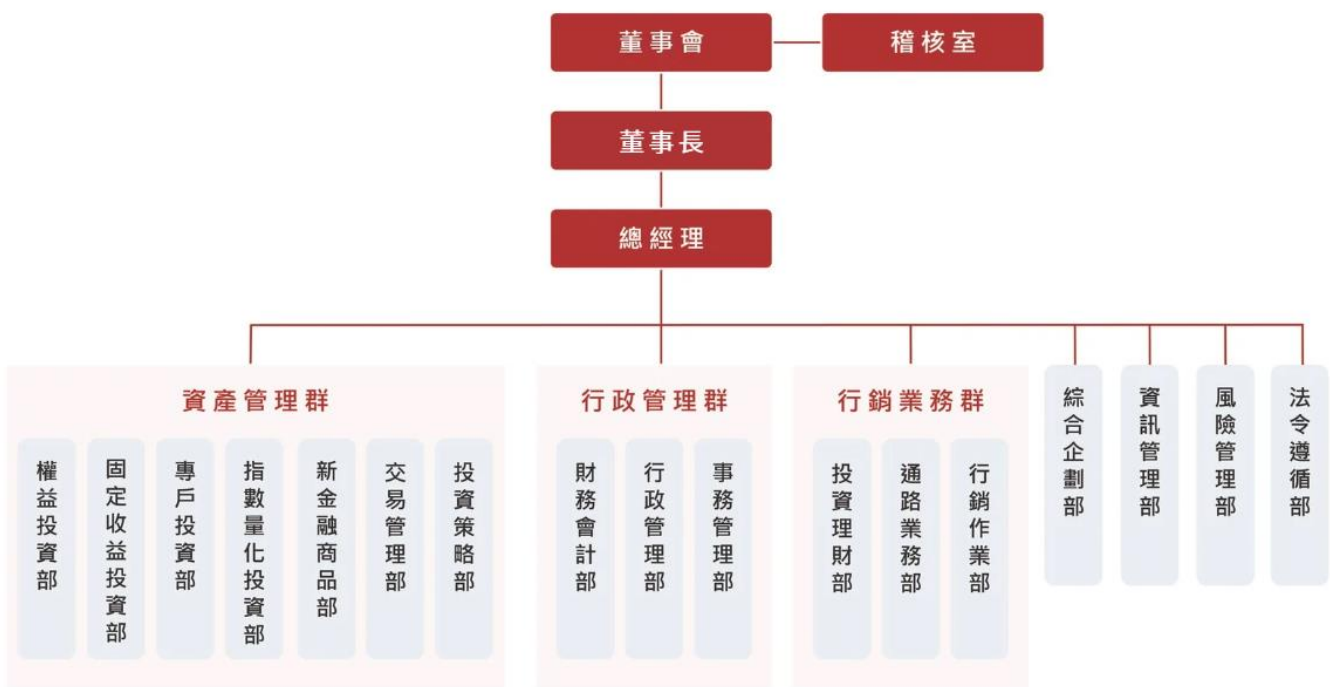 董事會
稽核室
董事長
總經理
資產管理群
權益投資部
固定收益投資部
專戶投資部
指數量化投資部
新金融商品部
交易管理部
投資策略部
行政管理群
財務會計部
行政管理部
事務管理部
行銷業務群
投資理財部
通路業務部
行銷作業部
綜合企劃部
資訊管理部
風險管理部
法令遵循部